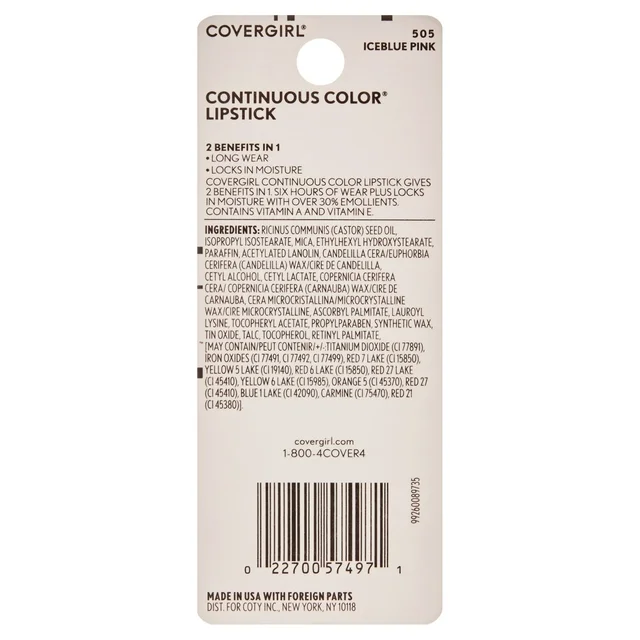 COVERGIRL®
505
ICEBLUE PINK
CONTINUOUS COLOR®
LIPSTICK
2 BENEFITS IN 1
• LONG WEAR
• LOCKS IN MOISTURE
COVERGIRL CONTINUOUS COLOR LIPSTICK GIVES
2 BENEFITS IN 1. SIX HOURS OF WEAR PLUS LOCKS
IN MOISTURE WITH OVER 30% EMOLLIENTS.
CONTAINS VITAMIN A AND VITAMIN E.
INGREDIENTS: RICINUS COMMUNIS (CASTOR) SEED OIL,
ISOPROPYL ISOSTEARATE, MICA, ETHYLHEXYL HYDROXYSTEARATE,
PARAFFIN, ACETYLATED LANOLIN, CANDELILLA CERA/EUPHORBIA
CERIFERA (CANDELILLA) WAX/CIRE DE CANDELILLA,
CETYL ALCOHOL, CETYL LACTATE, COPERNICIA CERIFERA
CERA/ COPERNICIA CERIFERA (CARNAUBA) WAX/CIRE DE
CARNAUBA, CERA MICROCRISTALLINA/MICROCRYSTALLINE
WAX/CIRE MICROCRISTALLINE, ASCORBYL PALMITATE, LAUROYL
LYSINE, TOCOPHERYL ACETATE, PROPYLPARABEN, SYNTHETIC WAX,
TIN OXIDE, TALC, TOCOPHEROL, RETINYL PALMITATE.
[MAY CONTAIN/PEUT CONTENIR/+/-:TITANIUM DIOXIDE (CI 77891),
IRON OXIDES (CI 77491, CI 77492, CI 77499), RED 7 LAKE (CI 15850),
YELLOW 5 LAKE (CI 19140), RED 6 LAKE (CI 15850), RED 27 LAKE
(CI 45410), YELLOW 6 LAKE (CI 15985), ORANGE 5 (CI 45370), RED 27
(CI 45410), BLUE 1 LAKE (CI 42090), CARMINE (CI 75470), RED 21
(CI 45380)].
covergirl.com
1-800-4COVER4
99260089735
0 22700 57497 1
MADE IN USA WITH FOREIGN PARTS
DIST. FOR COTY INC., NEW YORK, NY 10118